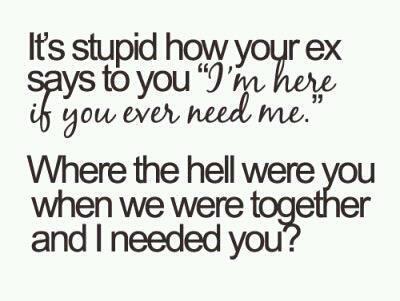 It's stupid how your ex
says to you “I'm here
if you ever need me.”
Where the hell were you
when we were together
and I needed you?